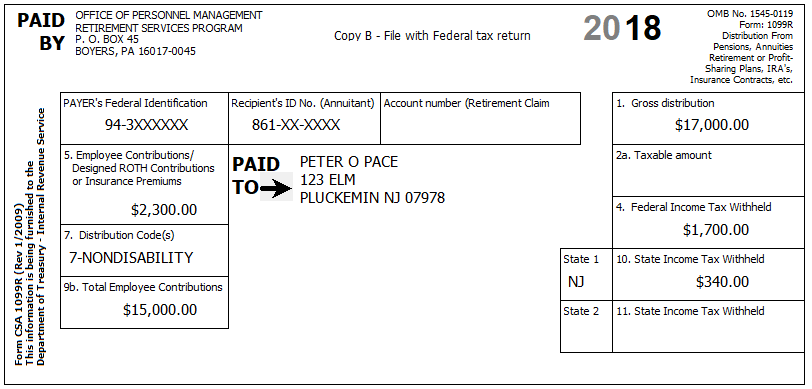 PAID BY
OFFICE OF PERSONNEL MANAGEMENT
RETIREMENT SERVICES PROGRAM
P. O. BOX 45
BOYERS, PA 16017-0045
Copy B - File with Federal tax return
2018
OMB No. 1545-0119
Form: 1099R
Distribution From
Pensions, Annuities
Retirement or Profit-
Sharing Plans, IRA's,
Insurance Contracts, etc.
PAYER's Federal Identification
94-3XXXXXX
Recipient's ID No. (Annuitant)
861-XX-XXXX
Account number (Retirement Claim
1. Gross distribution
$17,000.00
5. Employee Contributions/
Designed ROTH Contributions
or Insurance Premiums
$2,300.00
PAID
TO
PETER O PACE
123 ELM
PLUCKEMIN NJ 07978
2a. Taxable amount
4. Federal Income Tax Withheld
$1,700.00
7. Distribution Code(s)
7-NONDISABILITY
State 1
NJ
10. State Income Tax Withheld
$340.00
9b. Total Employee Contributions
$15,000.00
State 2
11. State Income Tax Withheld
Form CSA 1099R (Rev 1/2009)
This information is being furnished to the
Department of Treasury - Internal Revenue Service